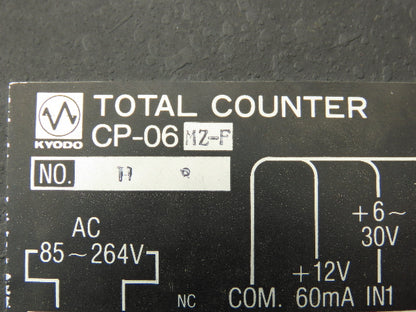 TOTAL COUNTER
KYODO
CP-06 MZ-F
NO.
AC
85~264V
+6~
30V
+12V
NC COM. 60mA IN1